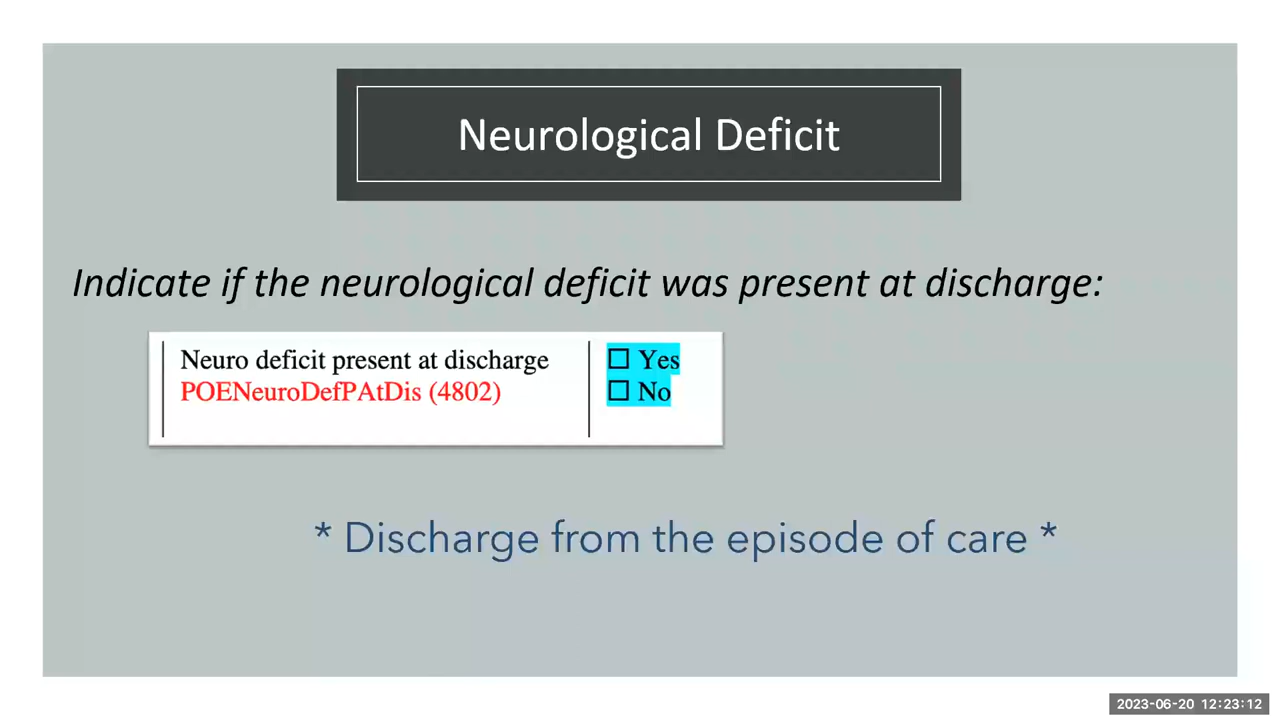 Neurological Deficit
Indicate if the neurological deficit was present at discharge:
Neuro deficit present at discharge
☐ Yes
POENeuroDefPAtDis (4802)
☐ No
* Discharge from the episode of care *
2023-06-20 12:23:12